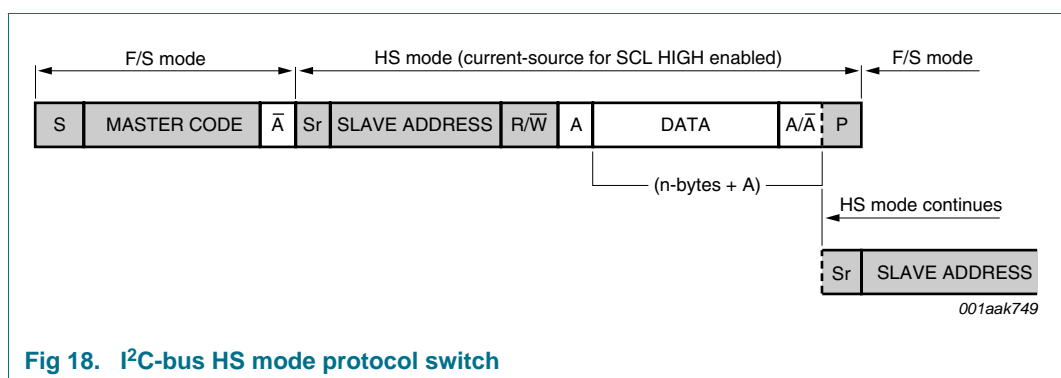 F/S mode HS mode (current-source for SCL HIGH enabled) F/S mode
S MASTER CODE A̅ Sr SLAVE ADDRESS R/W̅ A DATA A/A̅ P
(n-bytes + A)
HS mode continues
Sr SLAVE ADDRESS
001aak749
Fig 18. I²C-bus HS mode protocol switch